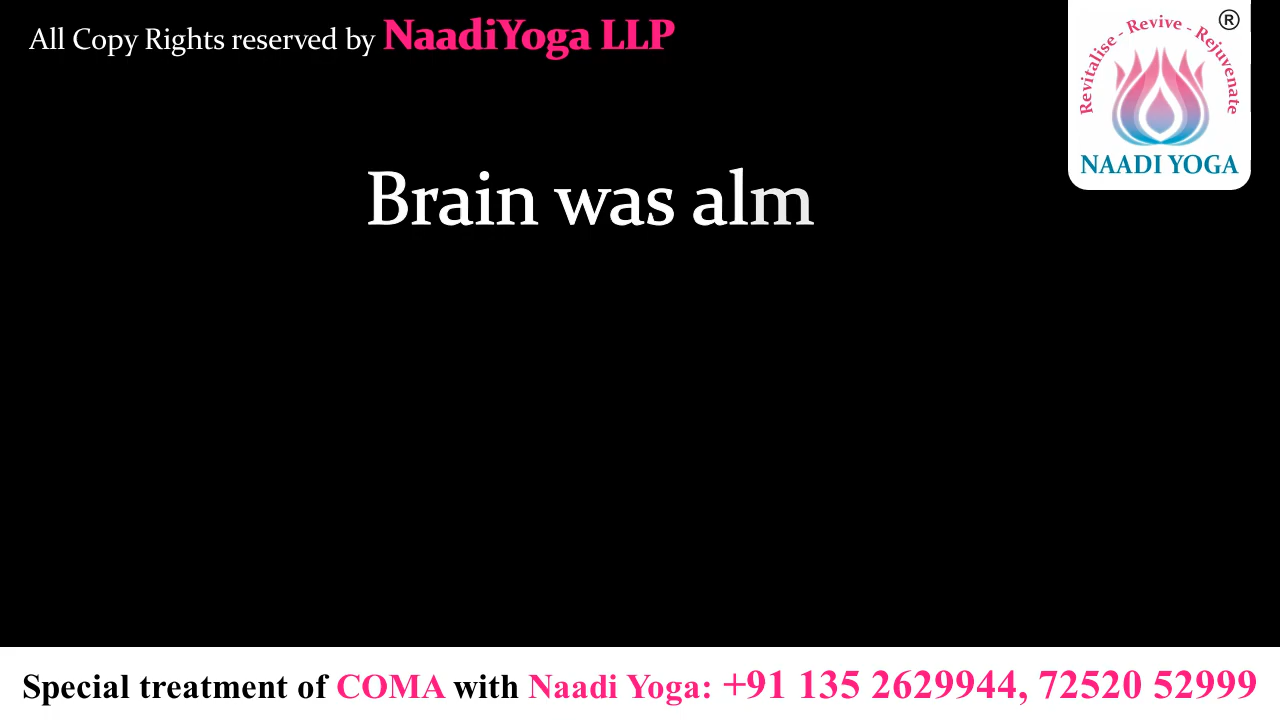 All Copy Rights reserved by NaadiYoga LLP
®
Revitalise - Revive - Rejuvenate
NAADI YOGA
Brain was alm
Special treatment of COMA with Naadi Yoga: +91 135 2629944, 72520 52999